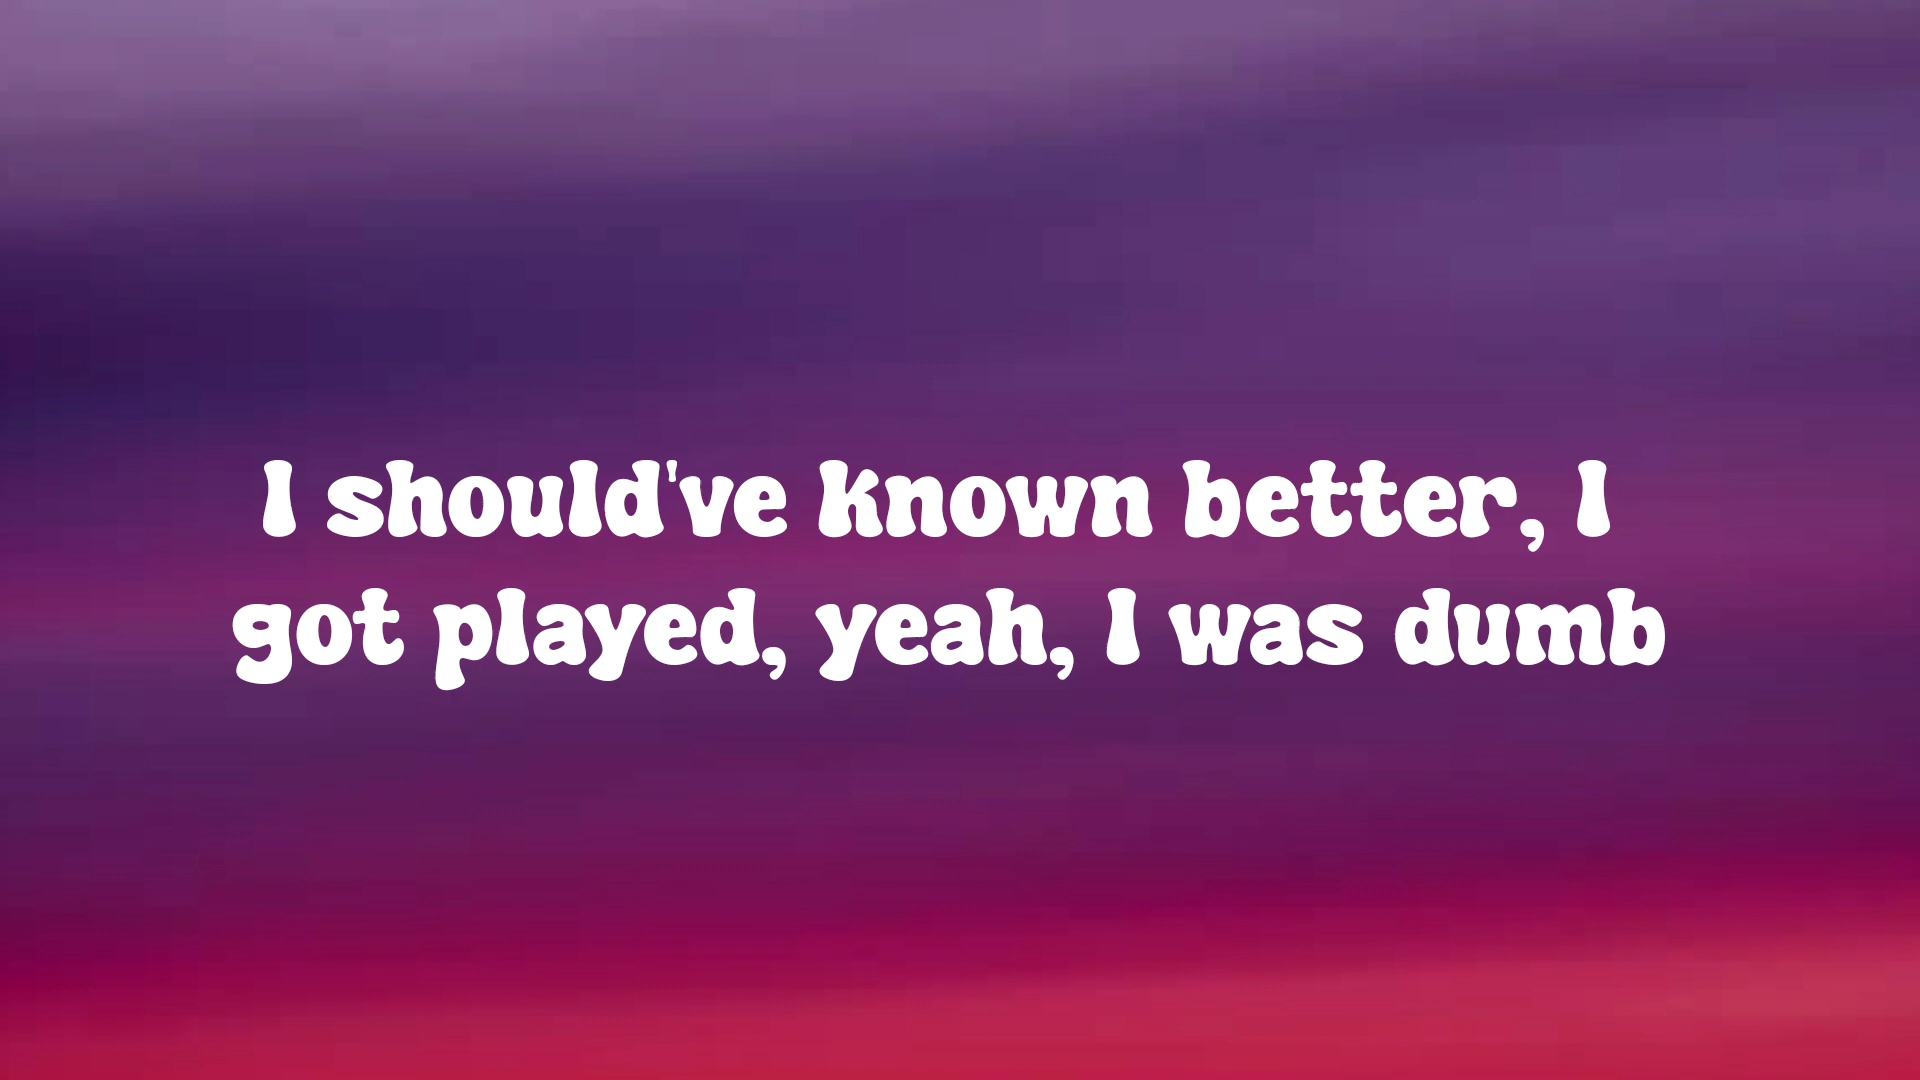 I should've known better, I
got played, yeah, I was dumb